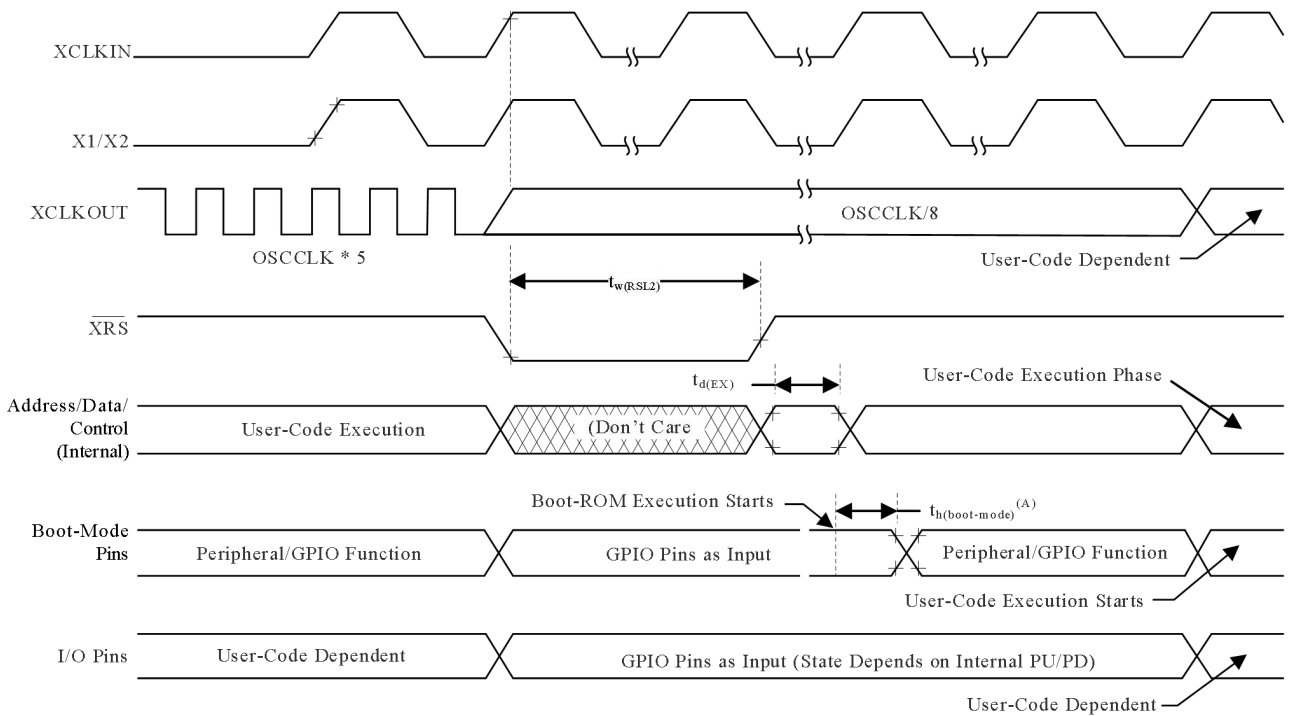 XCLKIN
X1/X2
XCLKOUT
OSCCLK/8
OSCCLK * 5
User-Code Dependent
tw(RSL2)
XRS
td(EX)
User-Code Execution Phase
Address/Data/
Control
(Internal)
User-Code Execution
(Don't Care
Boot-ROM Execution Starts
th(boot-mode)(A)
Boot-Mode
Pins
Peripheral/GPIO Function
GPIO Pins as Input
Peripheral/GPIO Function
User-Code Execution Starts
I/O Pins
User-Code Dependent
GPIO Pins as Input (State Depends on Internal PU/PD)
User-Code Dependent